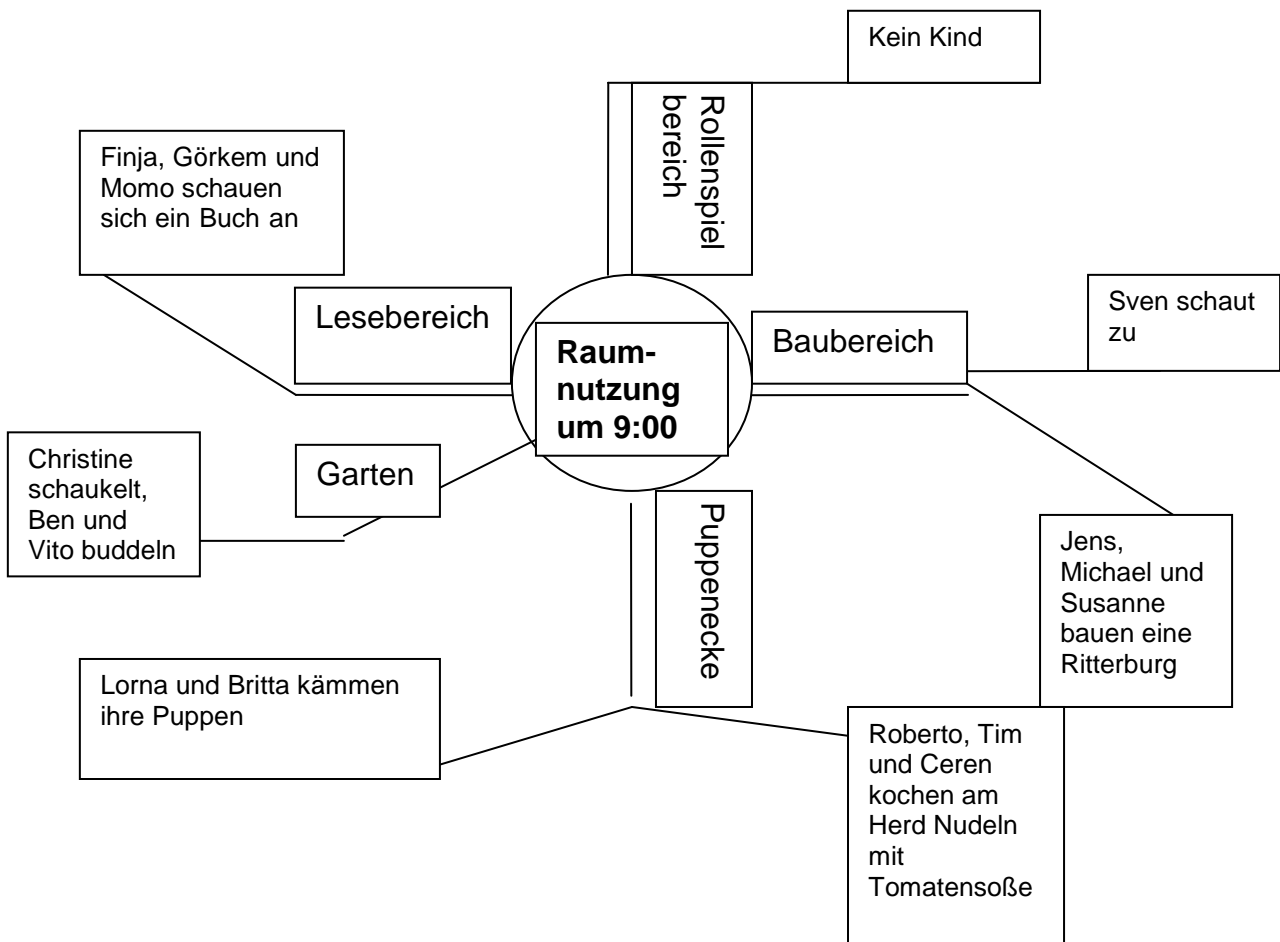 Kein Kind
Rollenspiel
bereich
Finja, Görkem und
Momo schauen
sich ein Buch an
Lesebereich
Raum-
nutzung
um 9:00
Baubereich
Sven schaut
zu
Christine
schaukelt,
Ben und
Vito buddeln
Garten
Puppenecke
Jens,
Michael und
Susanne
bauen eine
Ritterburg
Lorna und Britta kämmen
ihre Puppen
Roberto, Tim
und Ceren
kochen am
Herd Nudeln
mit
Tomatensoße